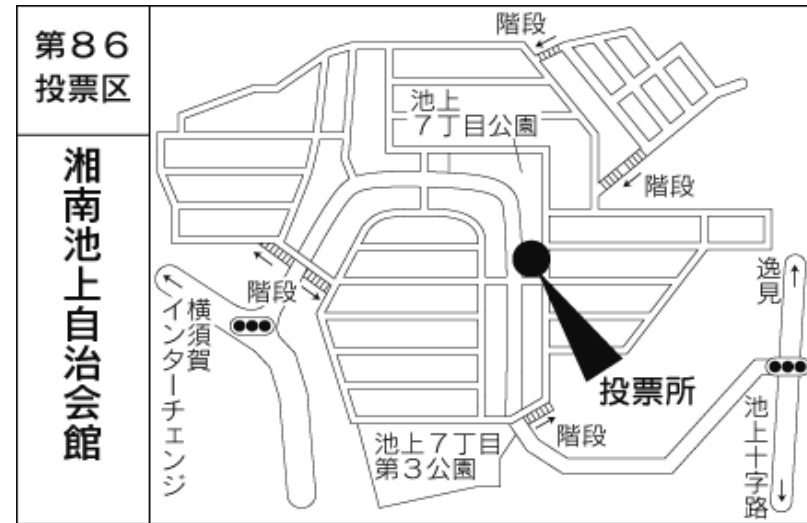 第86
投票区
湘南池上自治会館
階段
池上
7丁目公園
階段
階段
横須賀
インターチェンジ
逸見
投票所
池上十字路
階段
池上7丁目
第3公園